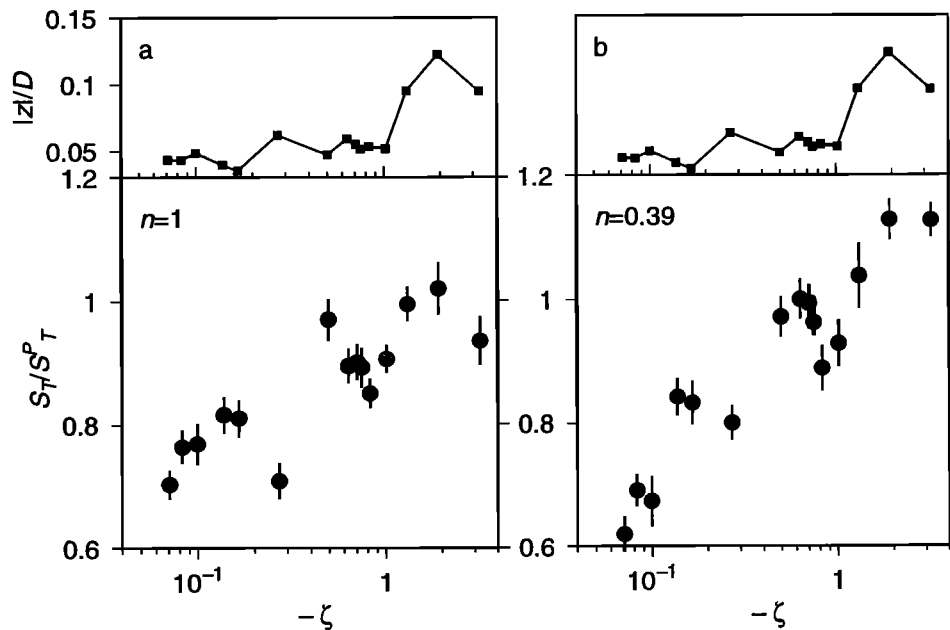 0.15
0.1
0.05
|z|/D
a
b
1.2
1.2
n=1
n=0.39
1
1
S_T/S^P_T
0.8
0.8
0.6
0.6
10⁻¹
1
10⁻¹
1
− ζ
− ζ